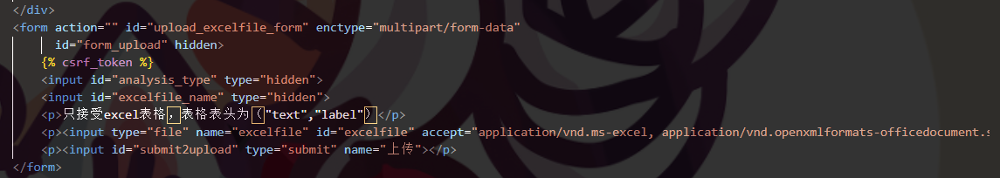 </div>
<form action="" id="upload_excelfile_form" enctype="multipart/form-data"
id="form_upload" hidden>
{% csrf_token %}
<input id="analysis_type" type="hidden">
<input id="excelfile_name" type="hidden">
<p>只接受excel表格，表格表头为（"text","label"）</p>
<p><input type="file" name="excelfile" id="excelfile" accept="application/vnd.ms-excel, application/vnd.openxmlformats-officedocument.s
<p><input id="submit2upload" type="submit" name="上传"></p>
</form>